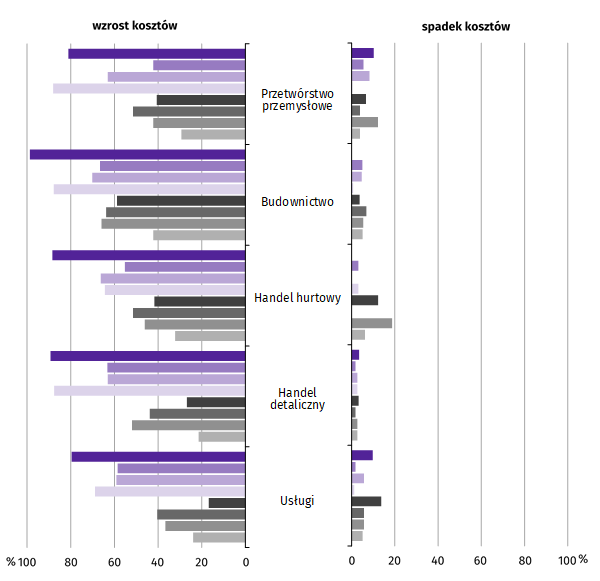 wzrost kosztów
spadek kosztów
Przetwórstwo
przemysłowe
Budownictwo
Handel hurtowy
Handel
detaliczny
Usługi
% 100 80 60 40 20 0
0 20 40 60 80 100 %